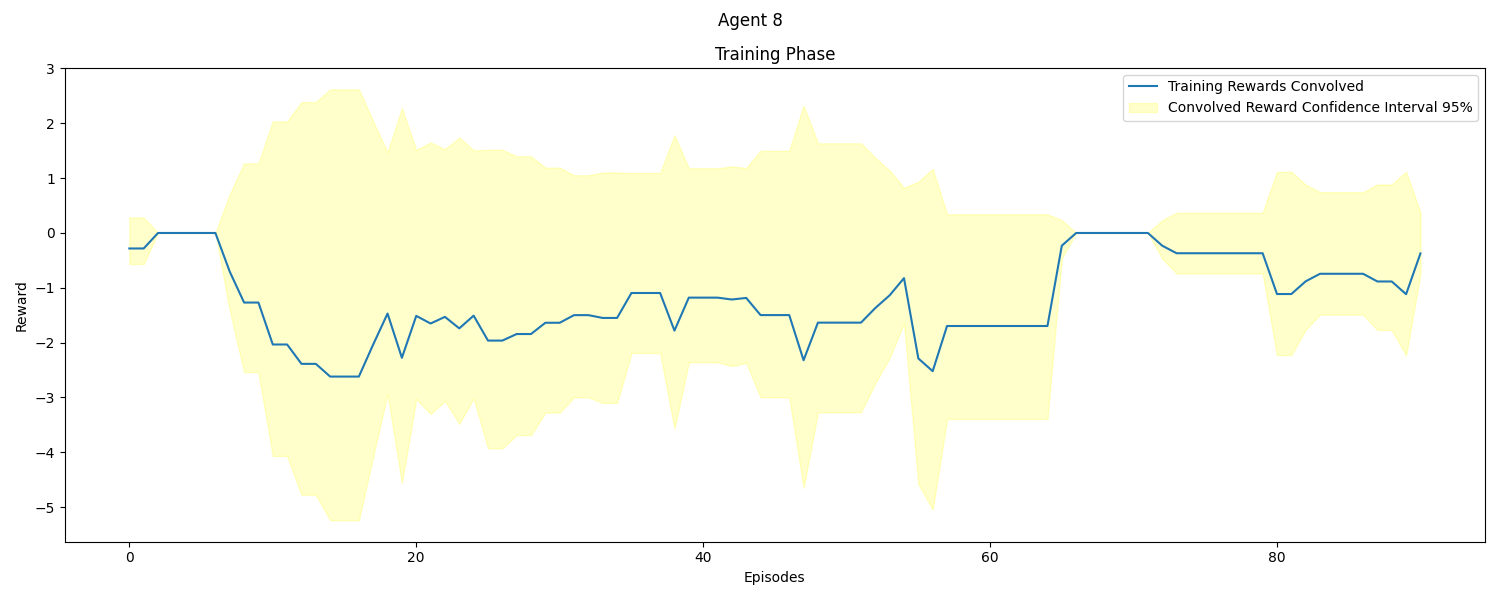 Agent 8
Training Phase
Training Rewards Convolved
Convolved Reward Confidence Interval 95%
Reward
3
2
1
0
−1
−2
−3
−4
−5
0 20 40 60 80
Episodes